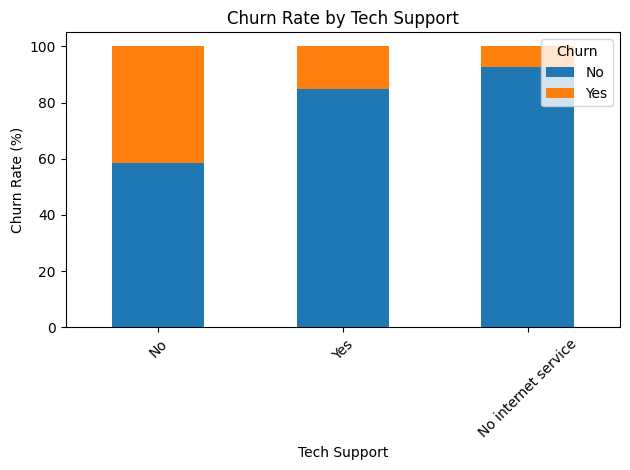 Churn Rate by Tech Support
Churn Rate (%)
100
80
60
40
20
0
Churn
No
Yes
No
Yes
No internet service
Tech Support